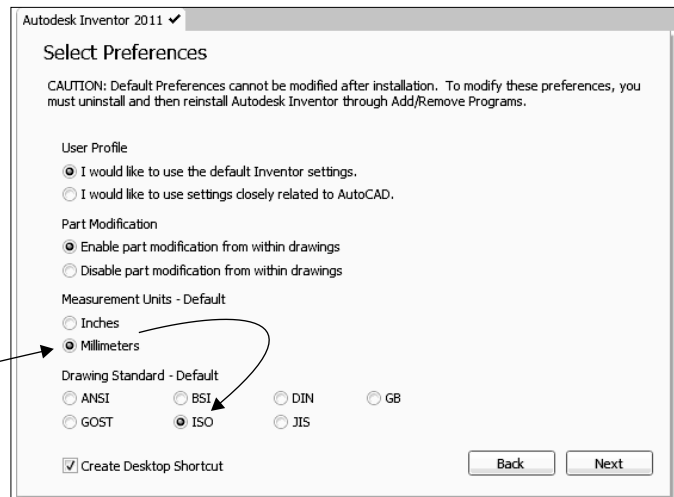 Autodesk Inventor 2011 ✔
Select Preferences
CAUTION: Default Preferences cannot be modified after installation. To modify these preferences, you
must uninstall and then reinstall Autodesk Inventor through Add/Remove Programs.
User Profile
I would like to use the default Inventor settings.
I would like to use settings closely related to AutoCAD.
Part Modification
Enable part modification from within drawings
Disable part modification from within drawings
Measurement Units - Default
Inches
Millimeters
Drawing Standard - Default
ANSI BSI DIN GB
GOST ISO JIS
Create Desktop Shortcut Back Next